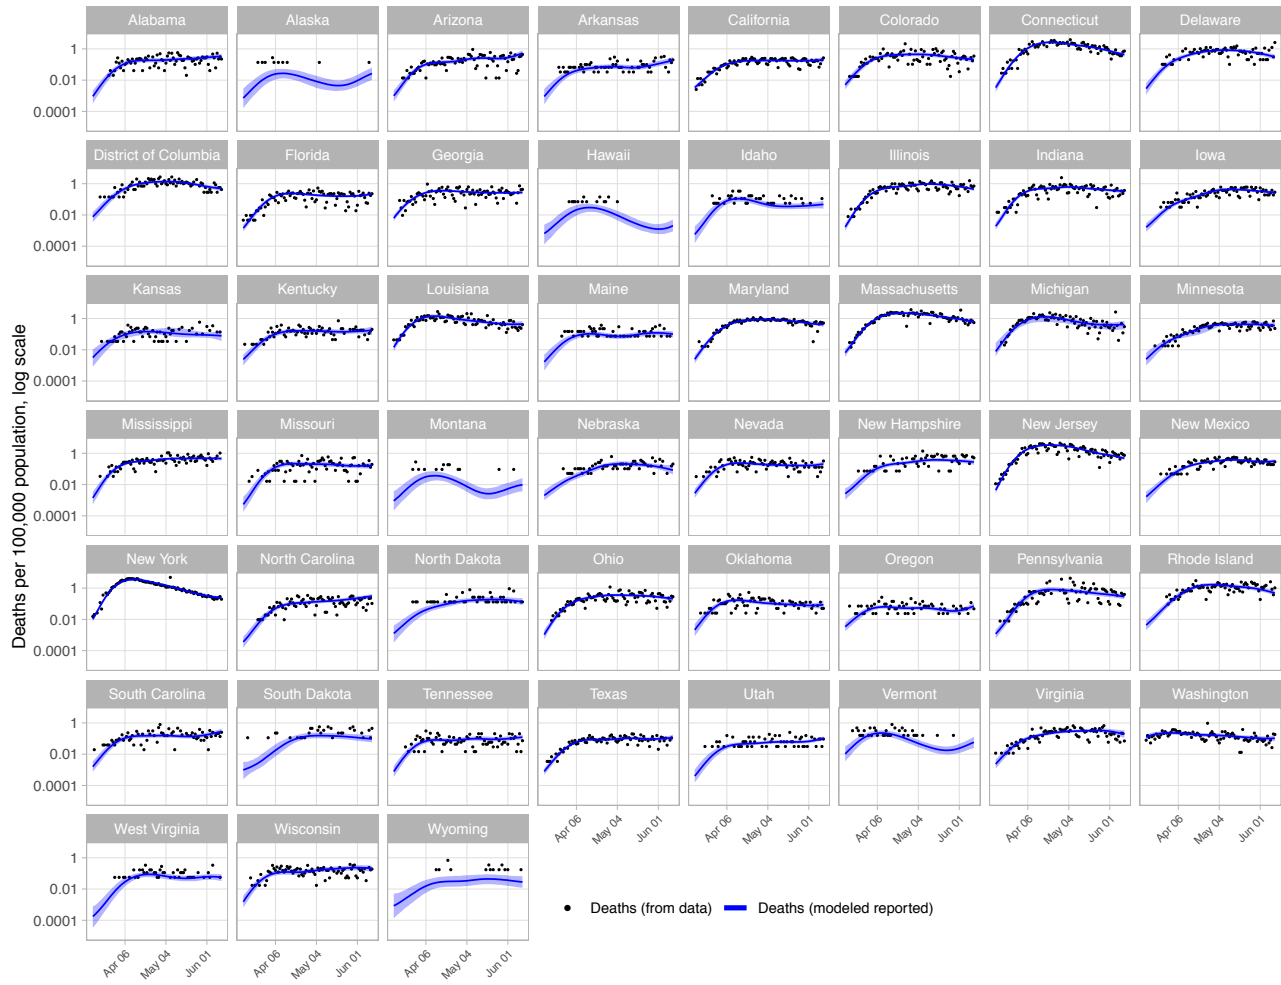 Deaths per 100,000 population, log scale
Alabama Alaska Arizona Arkansas California Colorado Connecticut Delaware
1
0.01
0.0001
District of Columbia Florida Georgia Hawaii Idaho Illinois Indiana Iowa
1
0.01
0.0001
Kansas Kentucky Louisiana Maine Maryland Massachusetts Michigan Minnesota
1
0.01
0.0001
Mississippi Missouri Montana Nebraska Nevada New Hampshire New Jersey New Mexico
1
0.01
0.0001
New York North Carolina North Dakota Ohio Oklahoma Oregon Pennsylvania Rhode Island
1
0.01
0.0001
South Carolina South Dakota Tennessee Texas Utah Vermont Virginia Washington
1
0.01
0.0001
Apr 06 May 04 Jun 01 Apr 06 May 04 Jun 01 Apr 06 May 04 Jun 01 Apr 06 May 04 Jun 01 Apr 06 May 04 Jun 01
West Virginia Wisconsin Wyoming
1
0.01
0.0001
Apr 06 May 04 Jun 01 Apr 06 May 04 Jun 01 Apr 06 May 04 Jun 01
Deaths (from data) Deaths (modeled reported)